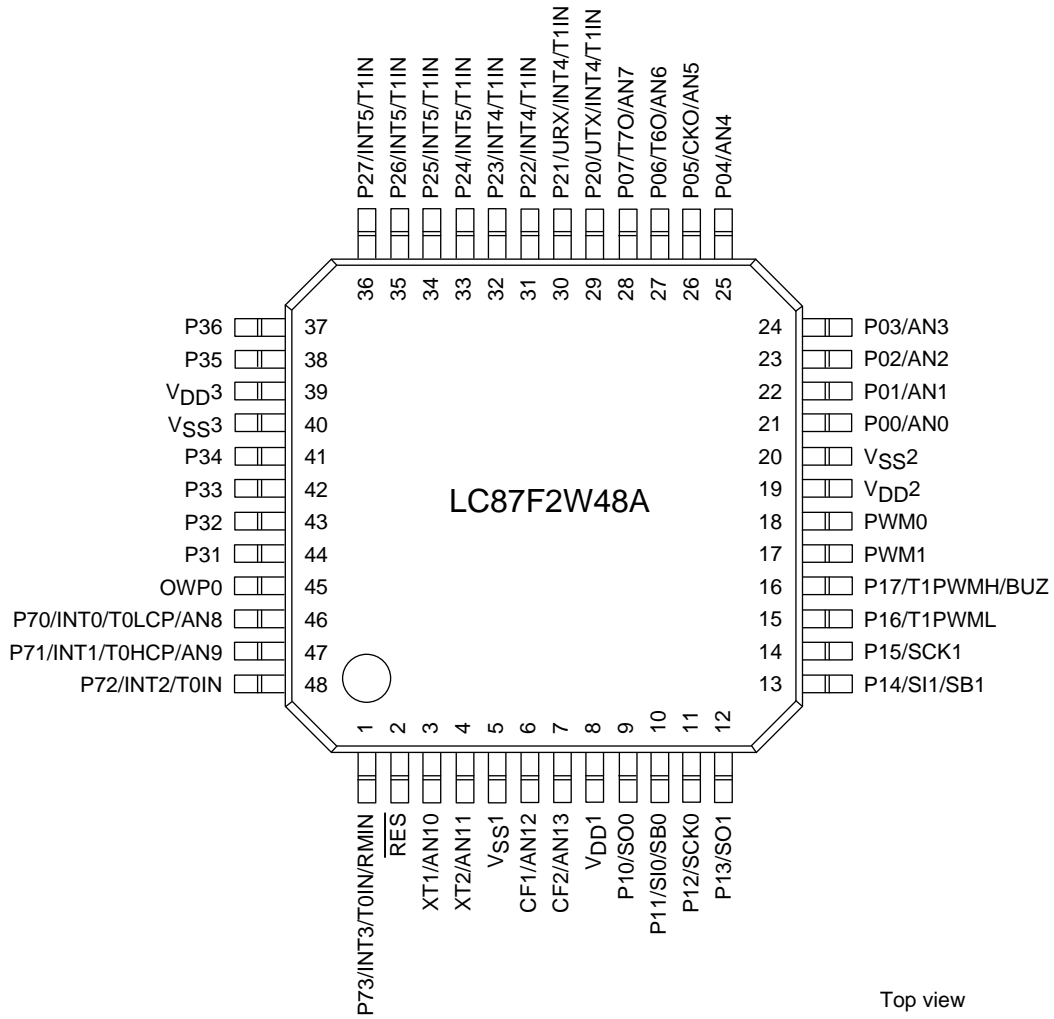 P27/INT5/T1IN
P26/INT5/T1IN
P25/INT5/T1IN
P24/INT5/T1IN
P23/INT4/T1IN
P22/INT4/T1IN
P21/URX/INT4/T1IN
P20/UTX/INT4/T1IN
P07/T7O/AN7
P06/T6O/AN6
P05/CKO/AN5
P04/AN4
36
35
34
33
32
31
30
29
28
27
26
25
P36 37
P35 38
VDD3 39
VSS3 40
P34 41
P33 42
P32 43
P31 44
OWP0 45
P70/INT0/T0LCP/AN8 46
P71/INT1/T0HCP/AN9 47
P72/INT2/T0IN 48
LC87F2W48A
24 P03/AN3
23 P02/AN2
22 P01/AN1
21 P00/AN0
20 VSS2
19 VDD2
18 PWM0
17 PWM1
16 P17/T1PWMH/BUZ
15 P16/T1PWML
14 P15/SCK1
13 P14/SI1/SB1
1
2
3
4
5
6
7
8
9
10
11
12
P73/INT3/T0IN/RMIN
RES
XT1/AN10
XT2/AN11
VSS1
CF1/AN12
CF2/AN13
VDD1
P10/SO0
P11/SI0/SB0
P12/SCK0
P13/SO1
Top view